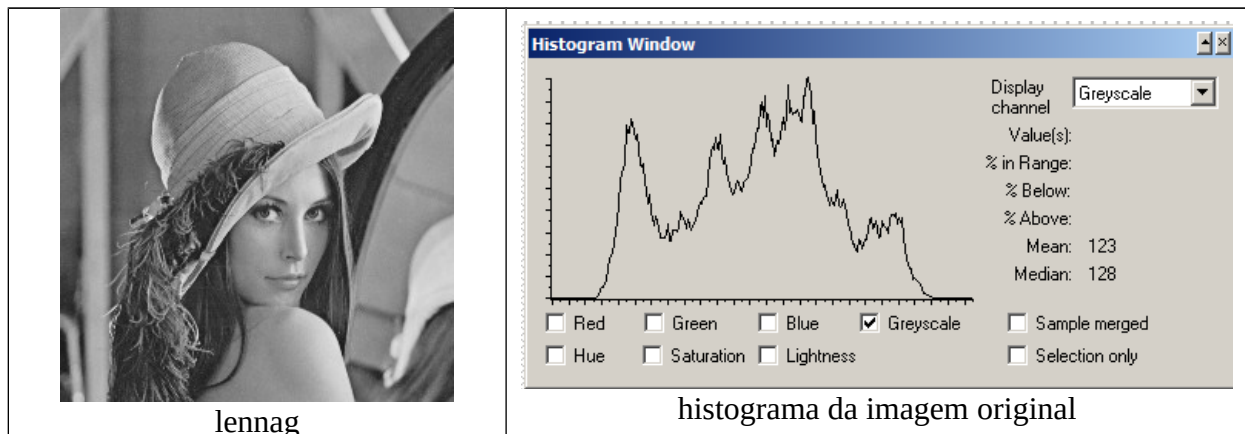 lennag
Histogram Window
Display channel
Greyscale
Value(s):
% in Range:
% Below:
% Above:
Mean: 123
Median: 128
Red
Green
Blue
Greyscale
Sample merged
Hue
Saturation
Lightness
Selection only
histograma da imagem original